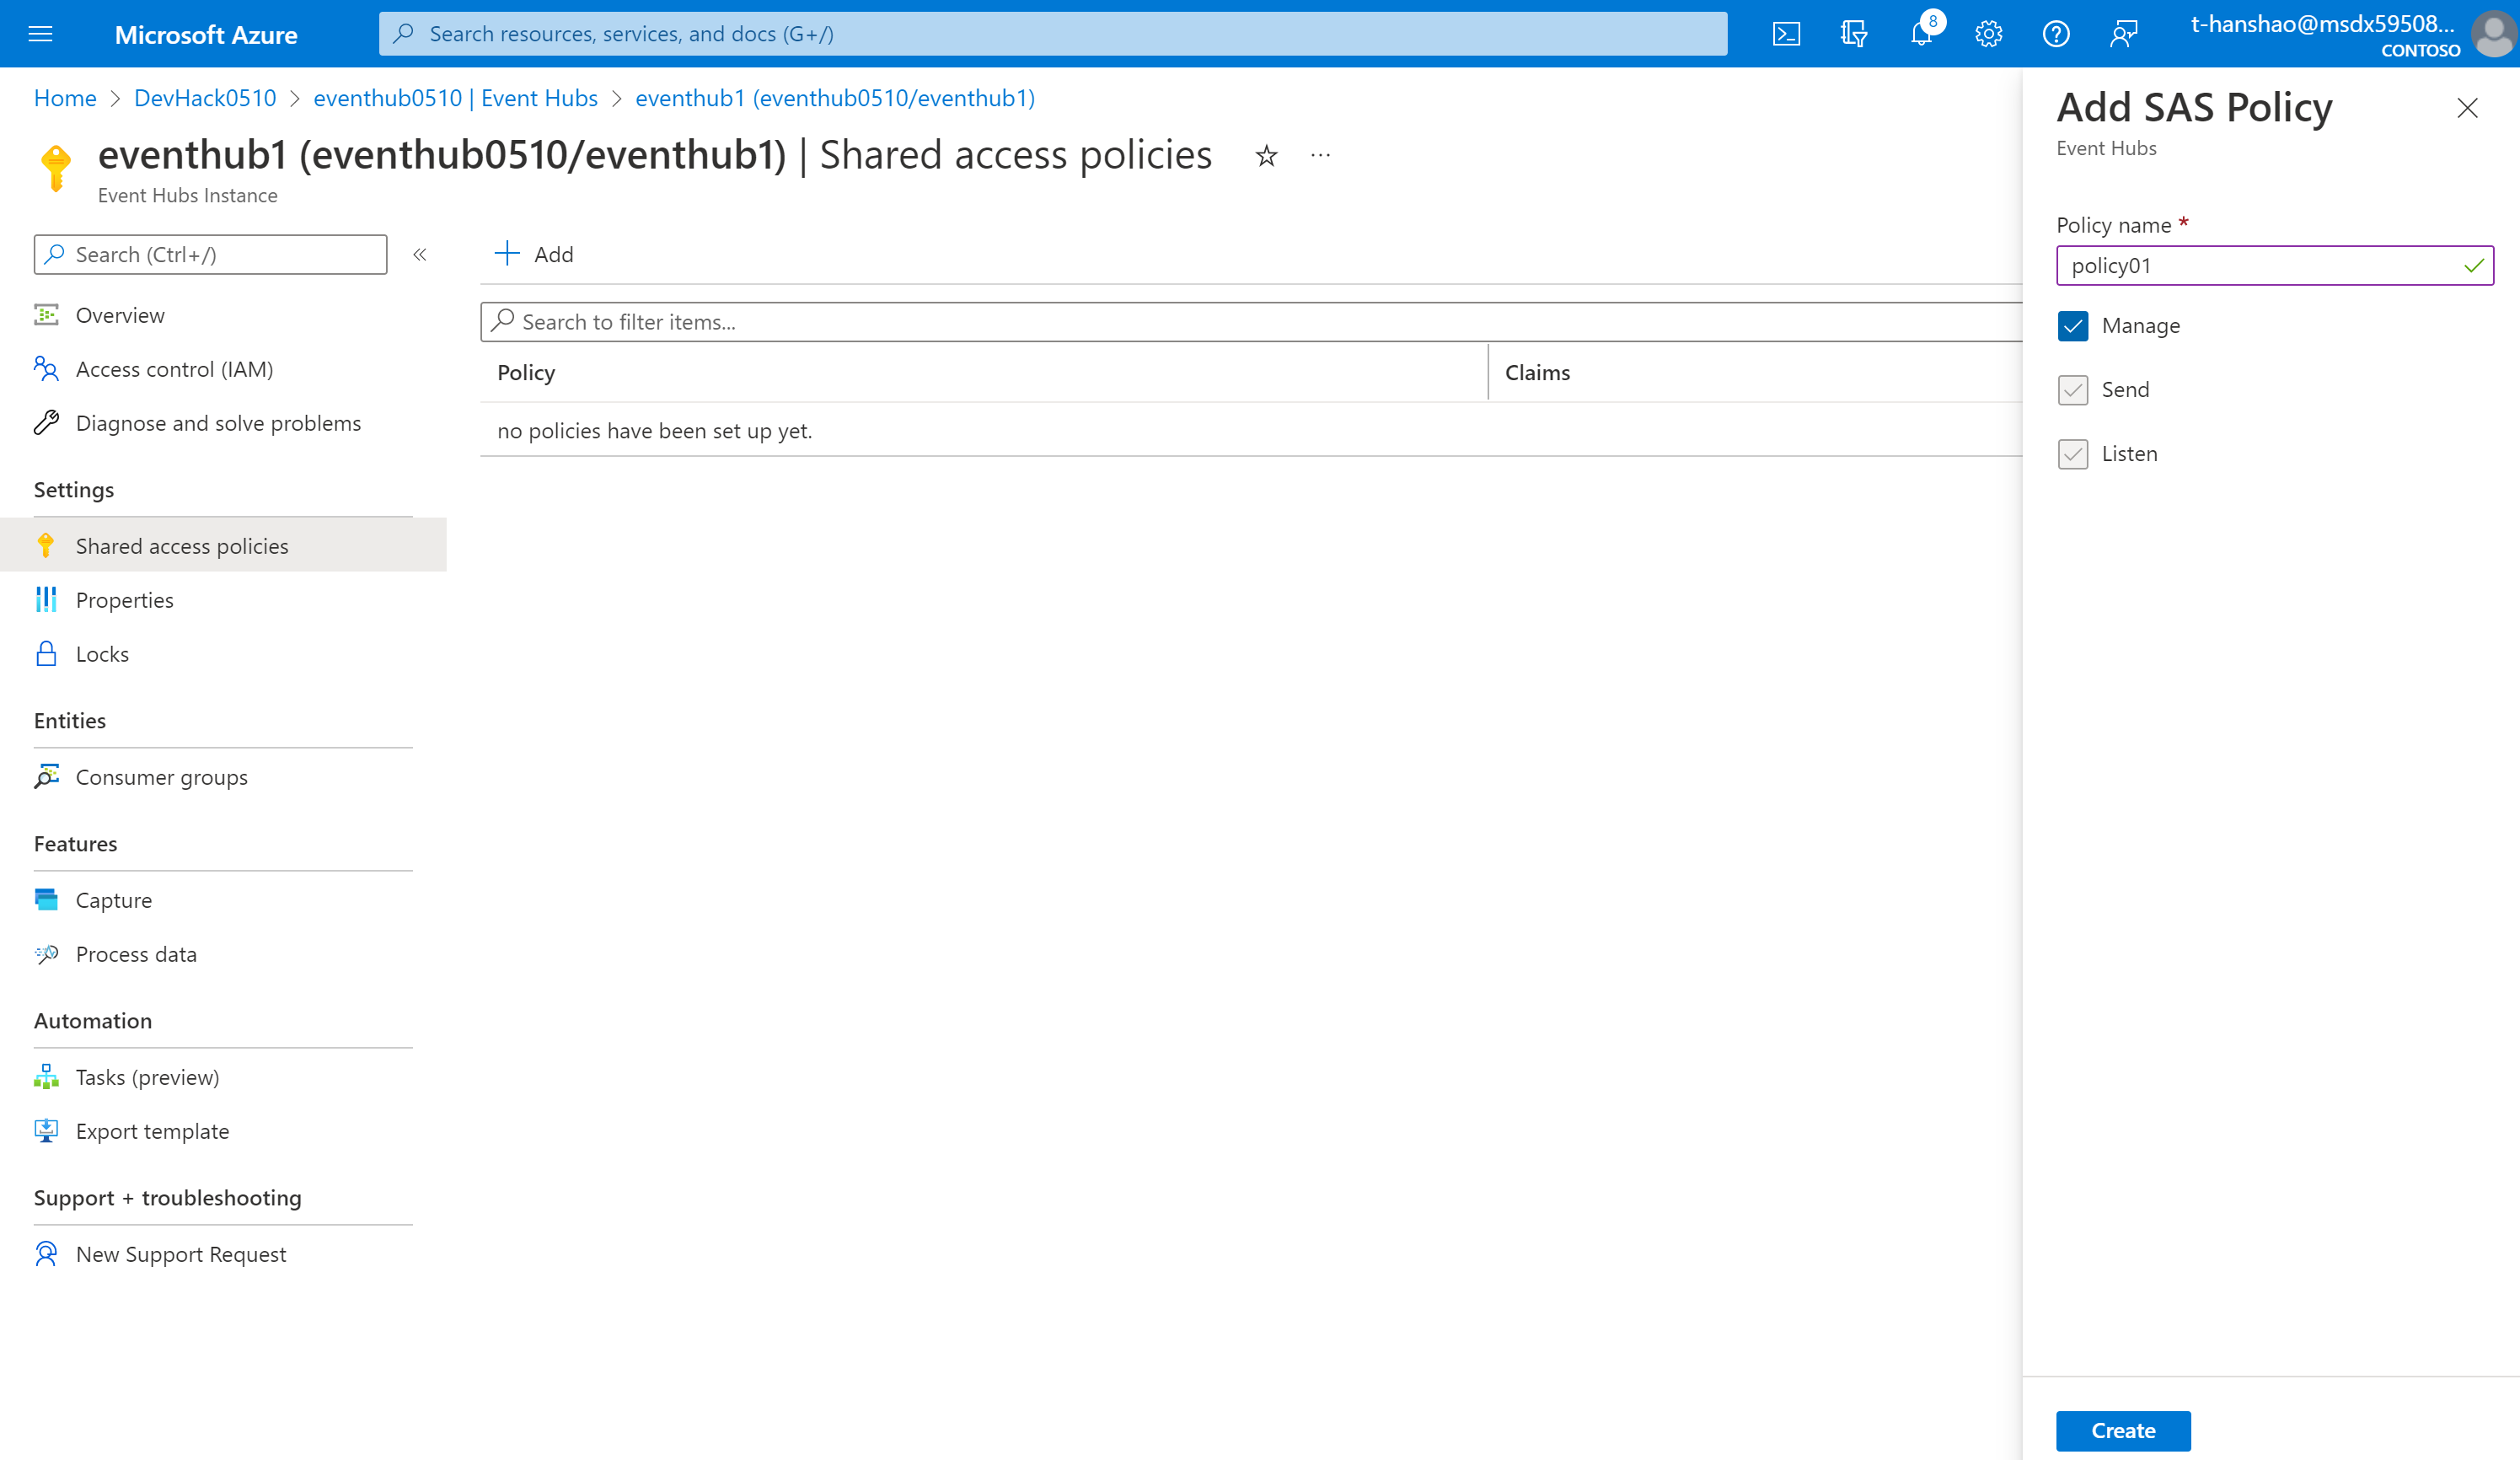 Microsoft Azure
Search resources, services, and docs (G+/)
8
t-hanshao@msdx59508...
CONTOSO
Home > DevHack0510 > eventhub0510 | Event Hubs > eventhub1 (eventhub0510/eventhub1)
eventhub1 (eventhub0510/eventhub1) | Shared access policies ...
Event Hubs Instance
Search (Ctrl+/)
«
Overview
Access control (IAM)
Diagnose and solve problems
Settings
Shared access policies
Properties
Locks
Entities
Consumer groups
Features
Capture
Process data
Automation
Tasks (preview)
Export template
Support + troubleshooting
New Support Request
Add
Search to filter items...
Policy Claims
no policies have been set up yet.
Add SAS Policy
Event Hubs
Policy name *
policy01
Manage
Send
Listen
Create